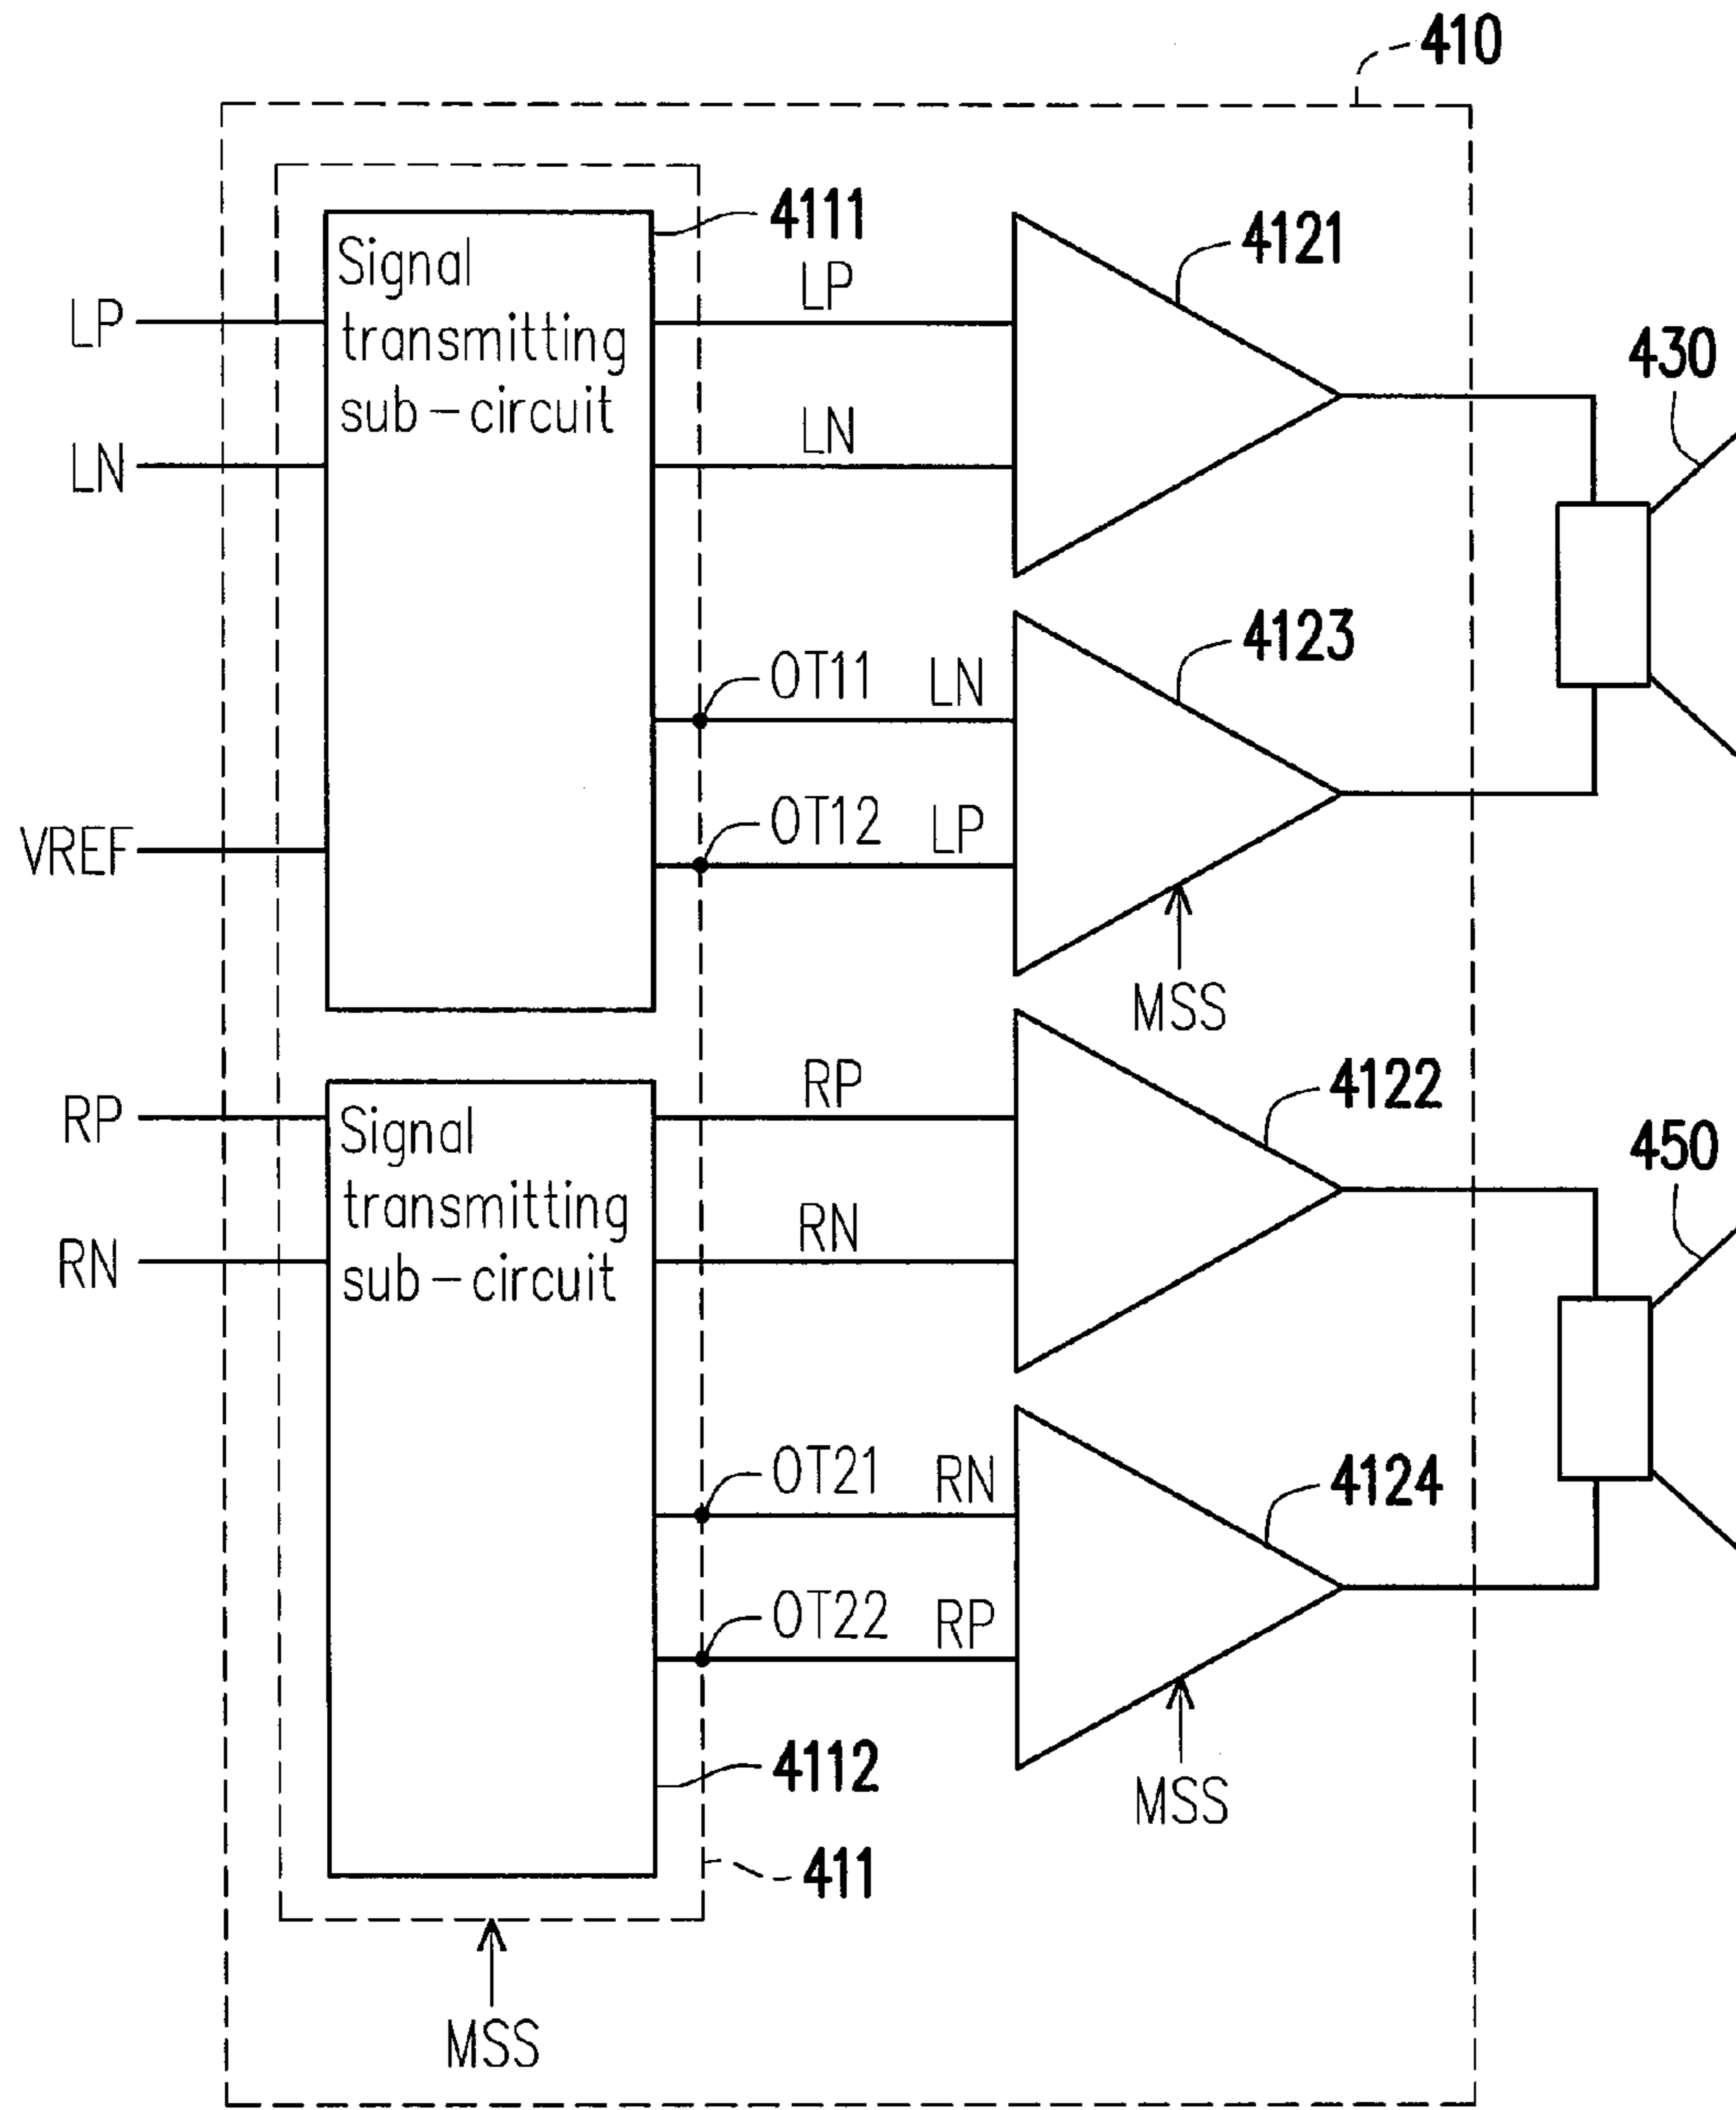 410
4111
Signal
transmitting
sub-circuit
LP
LP
4121
430
LN
LN
4123
OT11
LN
OT12
LP
VREF
MSS
RP
Signal
transmitting
sub-circuit
RP
4122
450
RN
RN
OT21
RN
4124
OT22
RP
4112
MSS
411
MSS